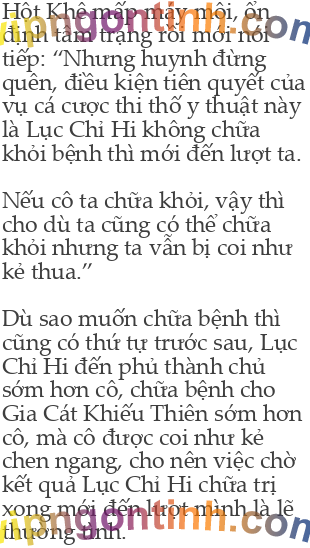 Hột Khê mấp máy môi, ổn
định tâm trạng rồi mới nói
tiếp: “Nhưng huynh đừng
quên, điều kiện tiên quyết của
vụ cá cược thi thố y thuật này
là Lục Chỉ Hi không chữa
khỏi bệnh thì mới đến lượt ta.
Nếu cô ta chữa khỏi, vậy thì
cho dù ta cũng có thể chữa
khỏi nhưng ta vẫn bị coi như
kẻ thua.”
Dù sao muốn chữa bệnh thì
cũng có thứ tự trước sau, Lục
Chỉ Hi đến phủ thành chủ
sớm hơn cô, chữa bệnh cho
Gia Cát Khiếu Thiên sớm hơn
cô, mà cô được coi như kẻ
chen ngang, cho nên việc chờ
kết quả Lục Chỉ Hi chữa trị
xong mới đến lượt mình là lẽ
thường tình.
vipngontinh.com
vipngontinh.com